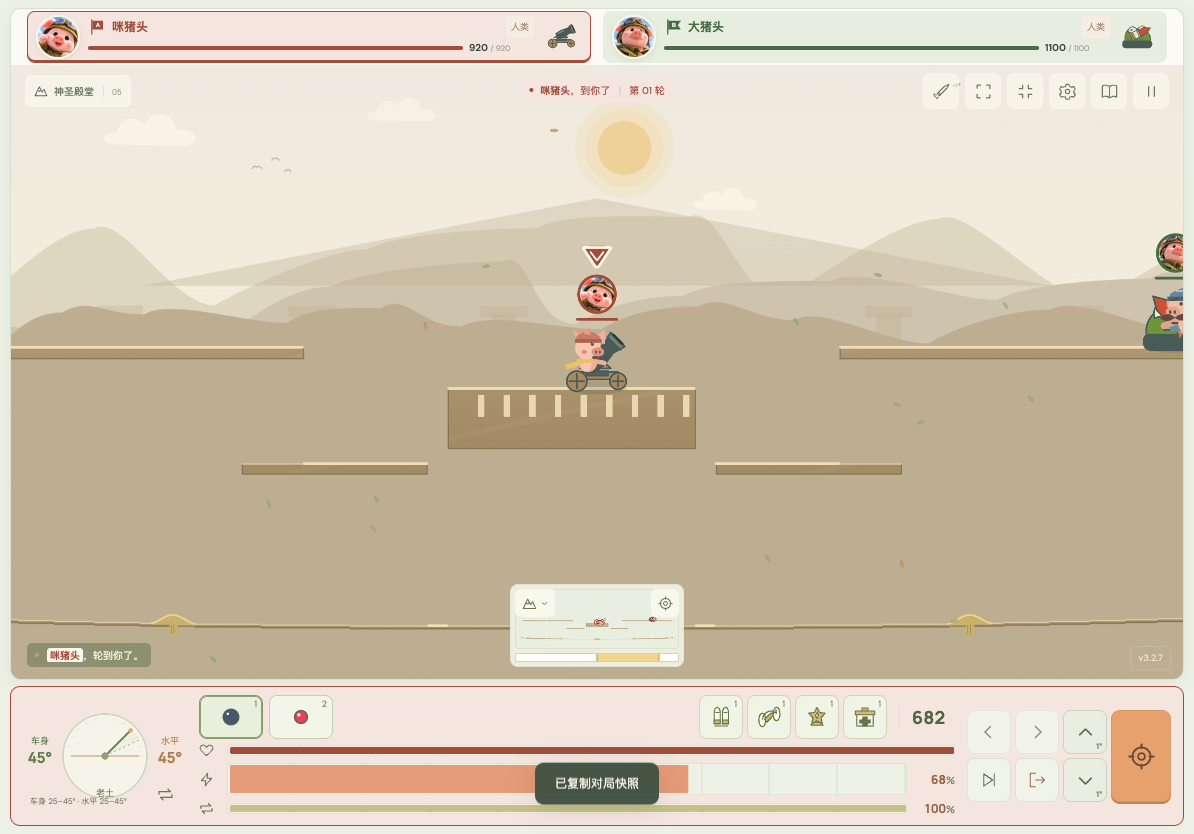 咪猪头
人类
920 / 920
大猪头
人类
1100 / 1100
神圣殿堂 05
咪猪头，到你了 | 第 01 轮
咪猪头，轮到你了。
v3.2.7
已复制对局快照
车身
45°
水平
45°
老土
车身 25–45° · 水平 25–45°
1
2
1
1
1
1
682
68%
100%
1°
1°